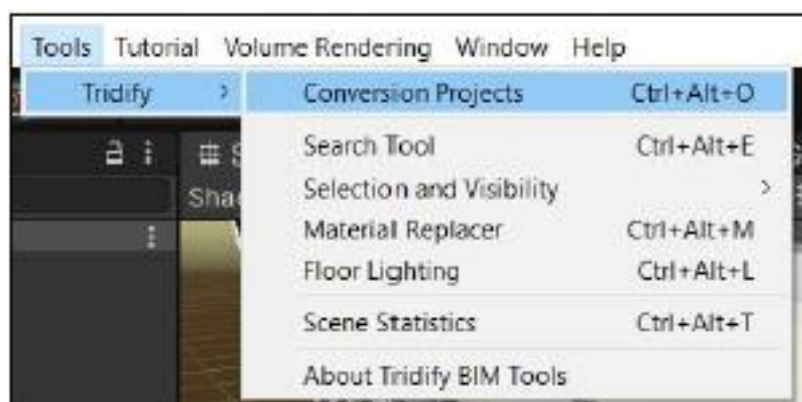 Tools Tutorial Volume Rendering Window Help
Tridify > Conversion Projects Ctrl+Alt+O
Search Tool Ctrl+Alt+E
Shad Selection and Visibility >
Material Replacer Ctrl+Alt+M
Floor Lighting Ctrl+Alt+L
Scene Statistics Ctrl+Alt+T
About Tridify BIM Tools